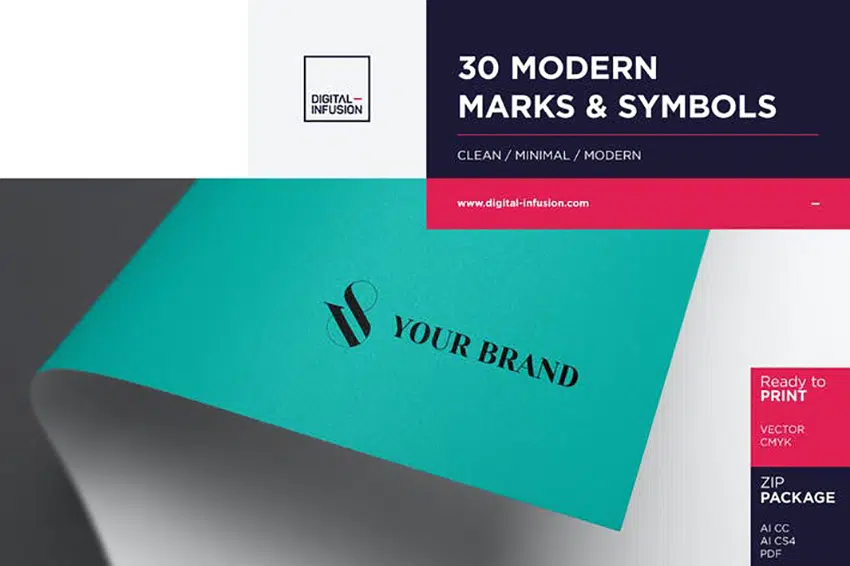 DIGITAL—
INFUSION
30 MODERN
MARKS & SYMBOLS
CLEAN / MINIMAL / MODERN
www.digital-infusion.com –
YOUR BRAND
Ready to
PRINT
VECTOR
CMYK
ZIP
PACKAGE
AI CC
AI CS4
PDF